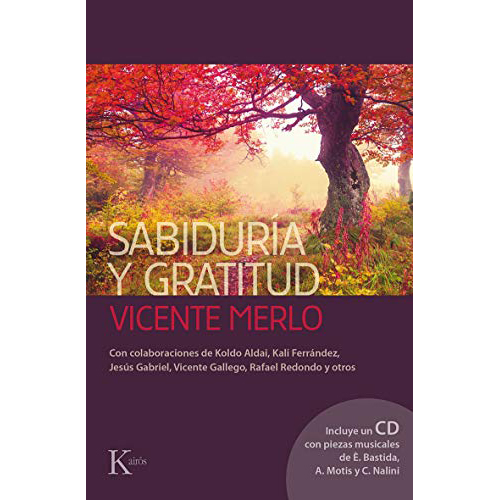 SABIDURÍA
Y GRATITUD
VICENTE MERLO
Con colaboraciones de Koldo Aldai, Kali Ferrández,
Jesús Gabriel, Vicente Gallego, Rafael Redondo y otros
Incluye un CD
con piezas musicales
de È. Bastida,
A. Motis y C. Nalini
Kairós